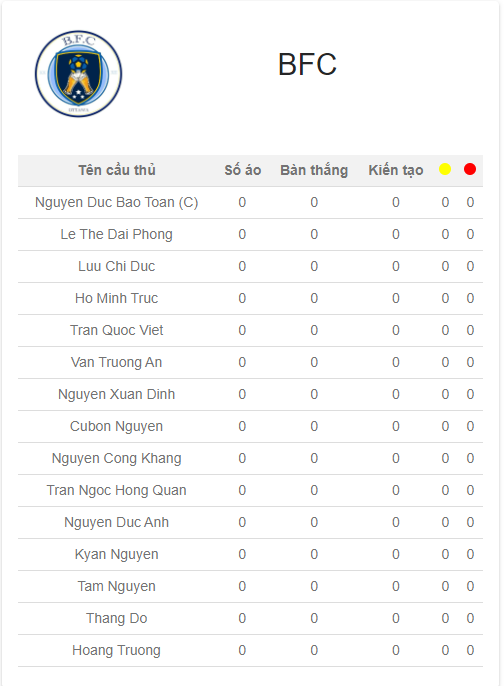 B.F.C
BFC
Tên cầu thủ Số áo Bàn thắng Kiến tạo
Nguyen Duc Bao Toan (C) 0 0 0 0 0
Le The Dai Phong 0 0 0 0 0
Luu Chi Duc 0 0 0 0 0
Ho Minh Truc 0 0 0 0 0
Tran Quoc Viet 0 0 0 0 0
Van Truong An 0 0 0 0 0
Nguyen Xuan Dinh 0 0 0 0 0
Cubon Nguyen 0 0 0 0 0
Nguyen Cong Khang 0 0 0 0 0
Tran Ngoc Hong Quan 0 0 0 0 0
Nguyen Duc Anh 0 0 0 0 0
Kyan Nguyen 0 0 0 0 0
Tam Nguyen 0 0 0 0 0
Thang Do 0 0 0 0 0
Hoang Truong 0 0 0 0 0